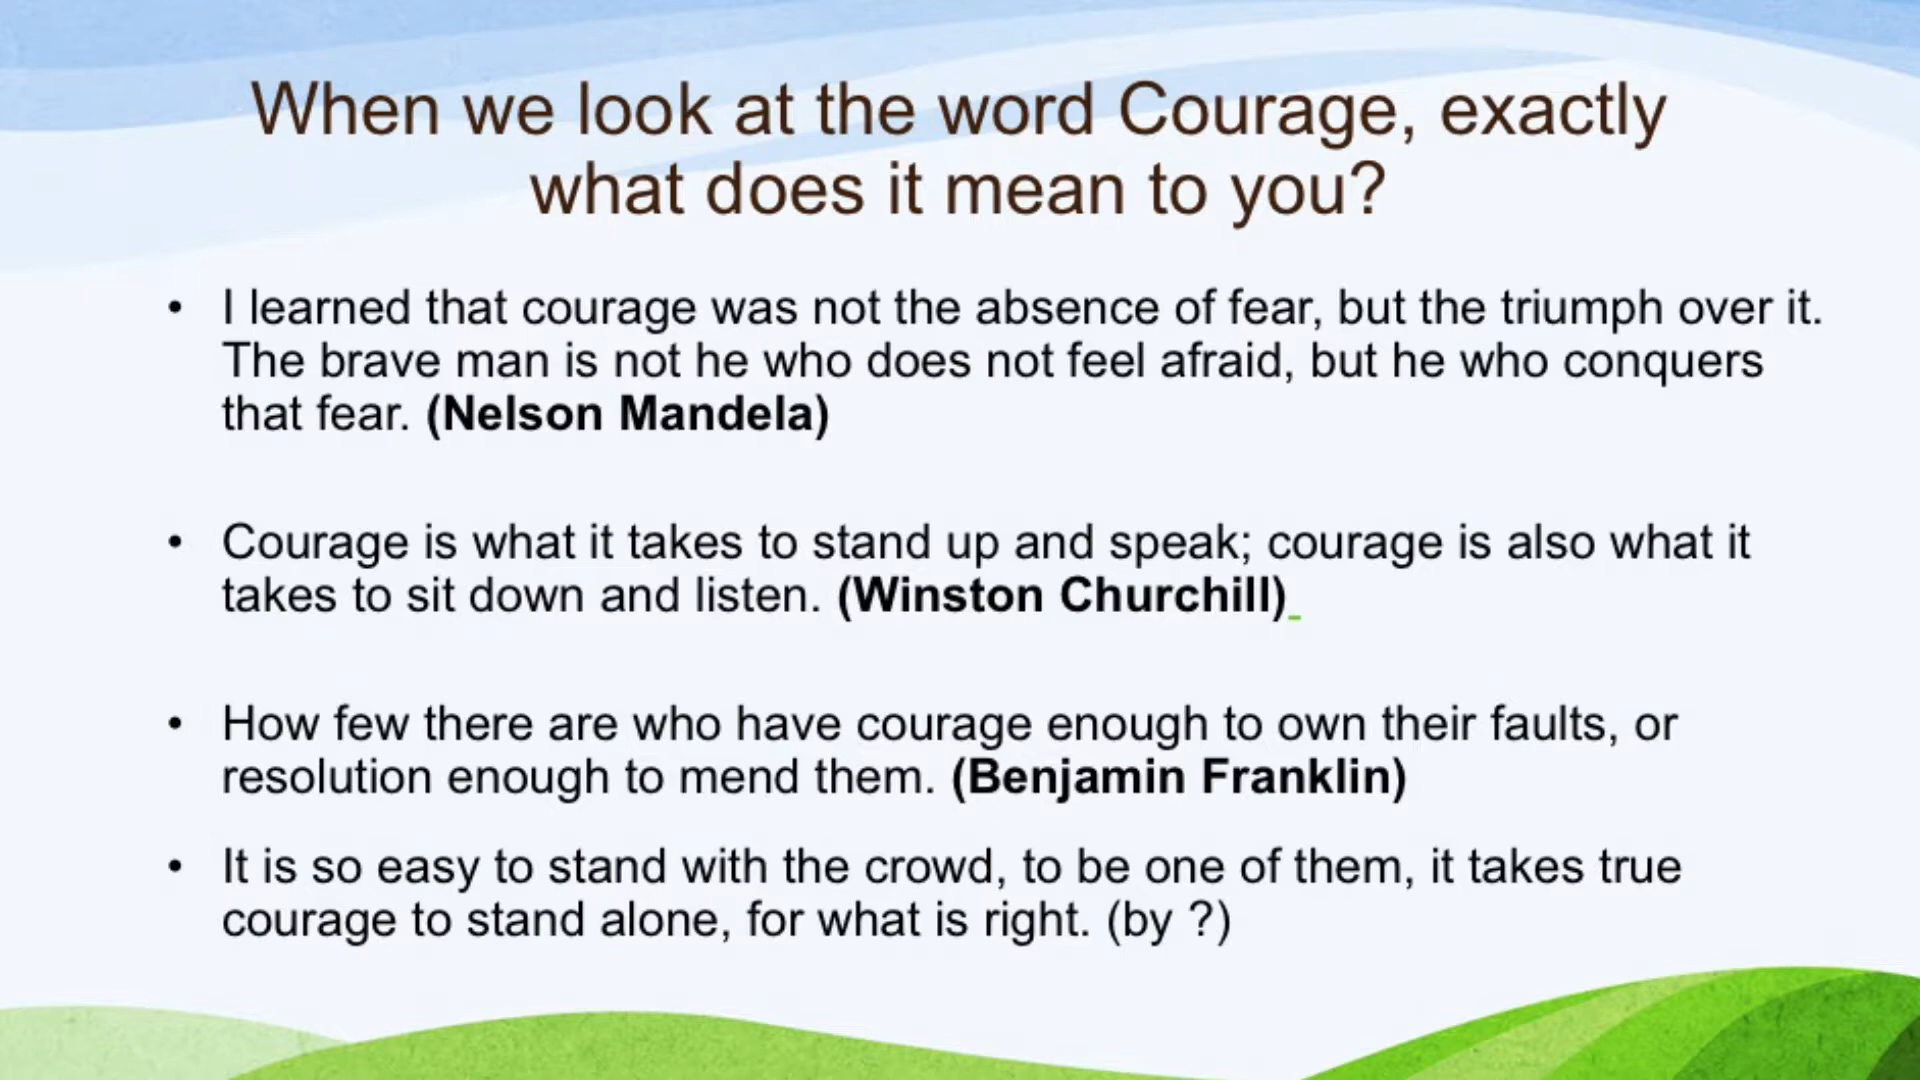 When we look at the word Courage, exactly
what does it mean to you?
• I learned that courage was not the absence of fear, but the triumph over it.
The brave man is not he who does not feel afraid, but he who conquers
that fear. (Nelson Mandela)
• Courage is what it takes to stand up and speak; courage is also what it
takes to sit down and listen. (Winston Churchill)
• How few there are who have courage enough to own their faults, or
resolution enough to mend them. (Benjamin Franklin)
• It is so easy to stand with the crowd, to be one of them, it takes true
courage to stand alone, for what is right. (by ?)